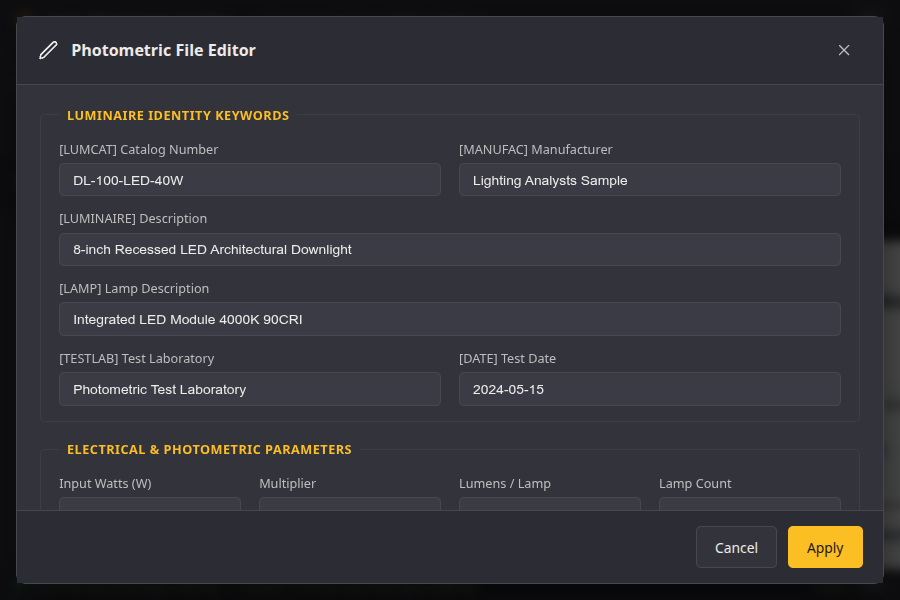 Photometric File Editor
LUMINAIRE IDENTITY KEYWORDS
[LUMCAT] Catalog Number
[MANUFAC] Manufacturer
DL-100-LED-40W
Lighting Analysts Sample
[LUMINAIRE] Description
8-inch Recessed LED Architectural Downlight
[LAMP] Lamp Description
Integrated LED Module 4000K 90CRI
[TESTLAB] Test Laboratory
[DATE] Test Date
Photometric Test Laboratory
2024-05-15
ELECTRICAL & PHOTOMETRIC PARAMETERS
Input Watts (W)
Multiplier
Lumens / Lamp
Lamp Count
Cancel
Apply